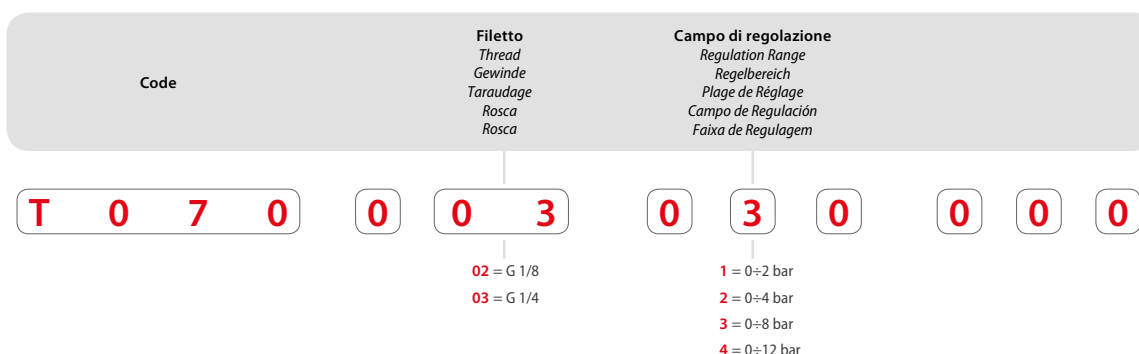 Code
Filetto
Thread
Gewinde
Taraudage
Rosca
Rosca
Campo di regolazione
Regulation Range
Regelbereich
Plage de Réglage
Campo de Regulación
Faixa de Regulagem
T 0 7 0 0 0 3 0 3 0 0 0 0
02 = G 1/8
03 = G 1/4
1 = 0÷2 bar
2 = 0÷4 bar
3 = 0÷8 bar
4 = 0÷12 bar